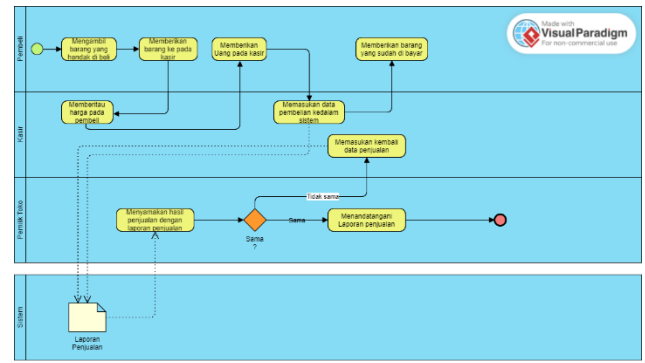 Made with
VisualParadigm
For non-commercial use
Pembeli
Mengambil
barang yang
handak di beli
Memberikan
barang ke pada
kasir
Memberikan
Uang pada kasir
Memberikan barang
yang sudah di bayar
Kasir
Memberitau
harga pada
pembeli
Memasukan data
pembelian kedalam
sistem
Memasukan kembali
data penjualan
Pemilik Toko
Tidak sama
Menyamakan hasil
penjualan dengan
laporan penjualan
Sama
?
Sama
Menandatangani
Laporan penjualan
Sistem
Laporan
Penjualan